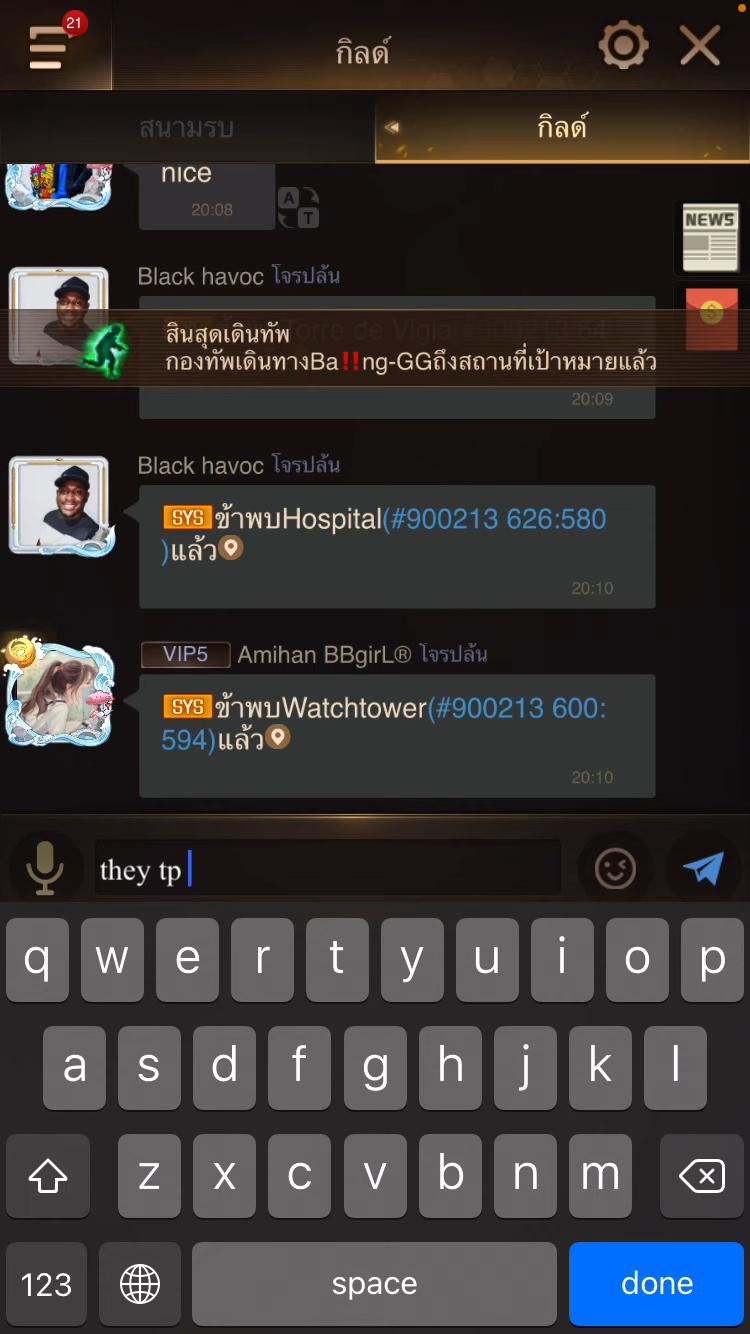 21
กิลด์
สนามรบ
กิลด์
nice
20:08
A
T
NEWS
Black havoc โจรปล้น
Torre de Vigia(#900213 64
สิ้นสุดเดินทัพ
กองทัพเดินทางBa‼️ng-GGถึงสถานที่เป้าหมายแล้ว
20:09
Black havoc โจรปล้น
SYS ข้าพบHospital(#900213 626:580
)แล้ว
20:10
VIP5 Amihan BBgirL® โจรปล้น
SYS ข้าพบWatchtower(#900213 600:
594)แล้ว
20:10
they tp
q w e r t y u i o p
a s d f g h j k l
z x c v b n m
123 space done